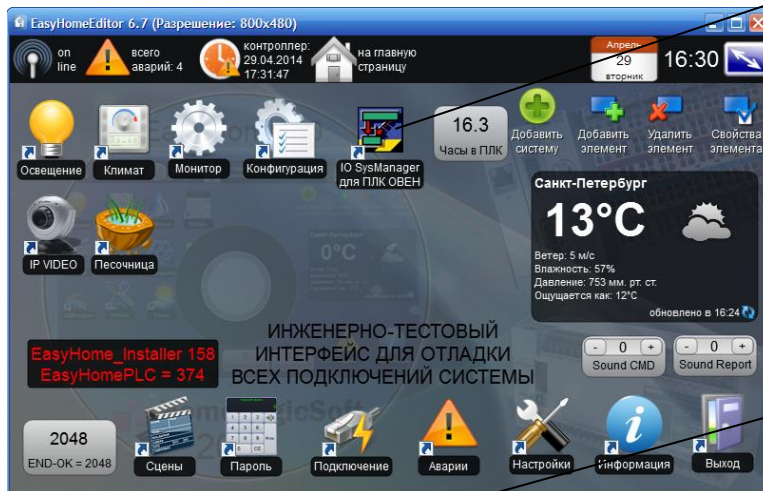 EasyHomeEditor 6.7 (Разрешение: 800x480)
on line
всего аварий: 4
контроллер: 29.04.2014 17:31:47
на главную страницу
Апрель
29
вторник
16:30
Освещение
Климат
Монитор
Конфигурация
IO SysManager
для ПЛК ОВЕН
16.3
Часы в ПЛК
Добавить систему
Добавить элемент
Удалить элемент
Свойства элемента
IP VIDEO
Песочница
Санкт-Петербург
13°C
Ветер: 5 м/с
Влажность: 57%
Давление: 753 мм. рт. ст.
Ощущается как: 12°C
обновлено в 16:24
0°C
EasyHome_Installer 158
EasyHomePLC = 374
ИНЖЕНЕРНО-ТЕСТОВЫЙ
ИНТЕРФЕЙС ДЛЯ ОТЛАДКИ
ВСЕХ ПОДКЛЮЧЕНИЙ СИСТЕМЫ
- 0 +
Sound CMD
- 0 +
Sound Report
2048
END-OK = 2048
Сцены
Пароль
Подключение
Аварии
Настройки
Информация
Выход